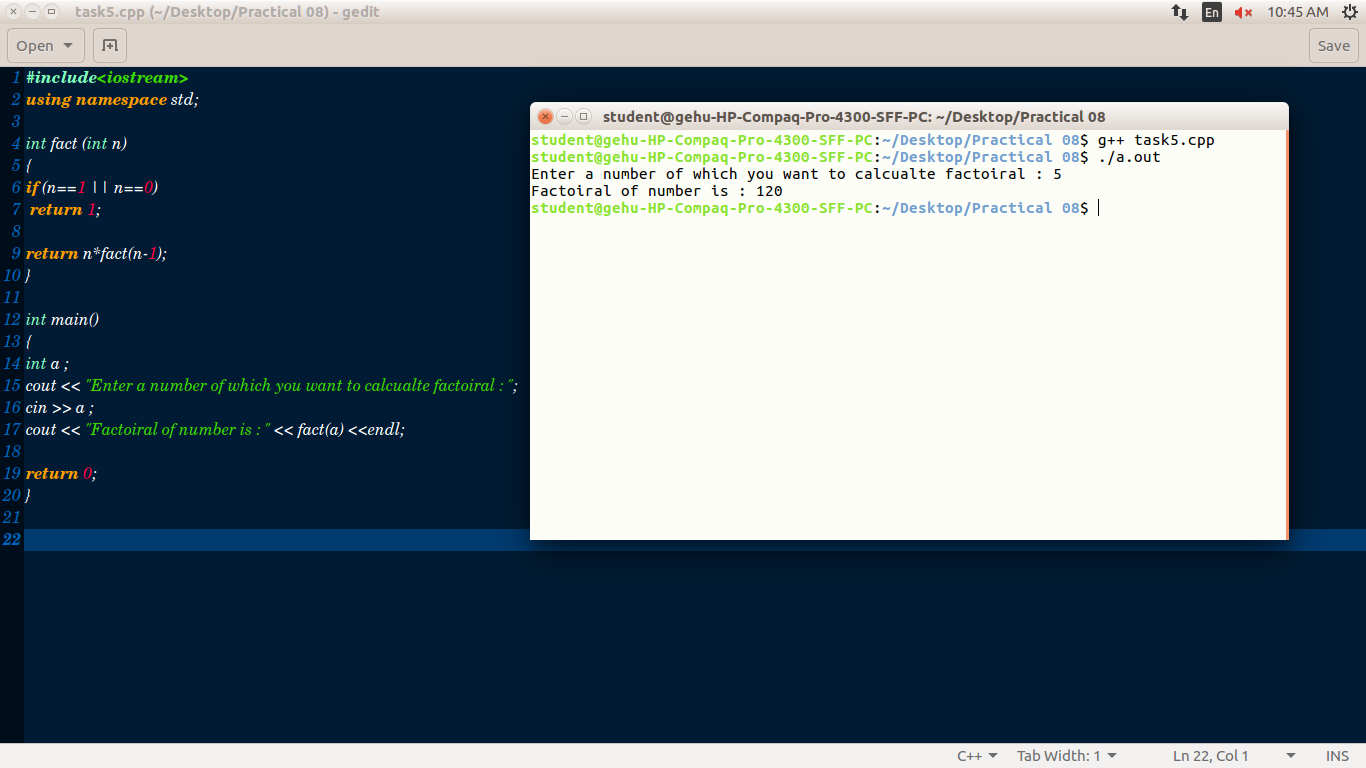 task5.cpp (~/Desktop/Practical 08) - gedit
En
10:45 AM
Open
Save
1 #include<iostream>
2 using namespace std;
3
4 int fact (int n)
5 {
6 if (n==1 || n==0)
7 return 1;
8
9 return n*fact(n-1);
10 }
11
12 int main()
13 {
14 int a ;
15 cout << "Enter a number of which you want to calcualte factoiral : ";
16 cin >> a ;
17 cout << "Factoiral of number is : " << fact(a) <<endl;
18
19 return 0;
20 }
21
22
student@gehu-HP-Compaq-Pro-4300-SFF-PC: ~/Desktop/Practical 08
student@gehu-HP-Compaq-Pro-4300-SFF-PC:~/Desktop/Practical 08$ g++ task5.cpp
student@gehu-HP-Compaq-Pro-4300-SFF-PC:~/Desktop/Practical 08$ ./a.out
Enter a number of which you want to calcualte factoiral : 5
Factoiral of number is : 120
student@gehu-HP-Compaq-Pro-4300-SFF-PC:~/Desktop/Practical 08$
C++
Tab Width: 1
Ln 22, Col 1
INS